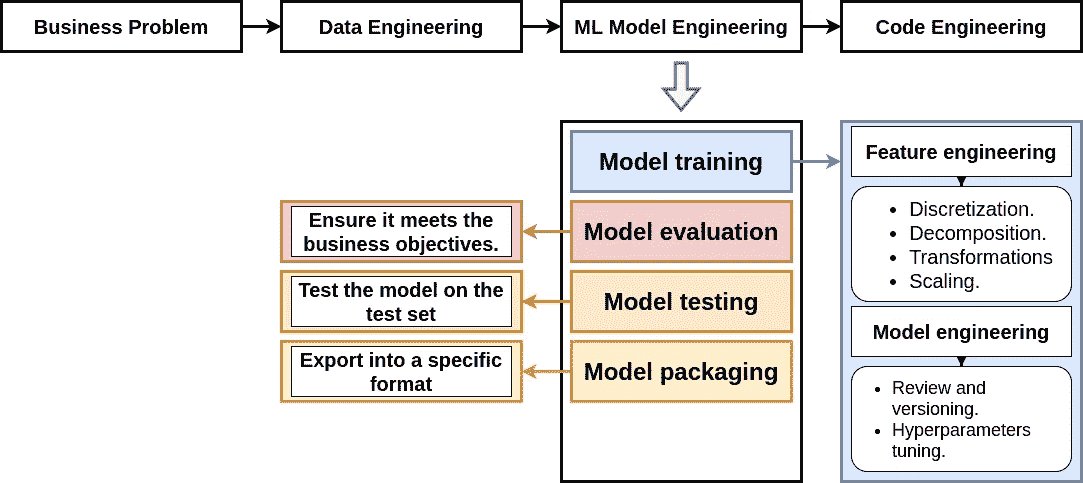 Business Problem
Data Engineering
ML Model Engineering
Code Engineering
Model training
Model evaluation
Model testing
Model packaging
Ensure it meets the
business objectives.
Test the model on the
test set
Export into a specific
format
Feature engineering
• Discretization.
• Decomposition.
• Transformations
• Scaling.
Model engineering
• Review and
versioning.
• Hyperparameters
tuning.